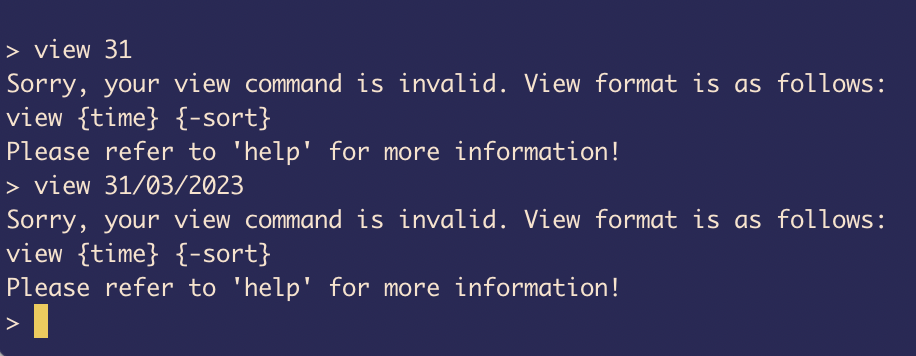 > view 31
Sorry, your view command is invalid. View format is as follows:
view {time} {-sort}
Please refer to 'help' for more information!
> view 31/03/2023
Sorry, your view command is invalid. View format is as follows:
view {time} {-sort}
Please refer to 'help' for more information!
>